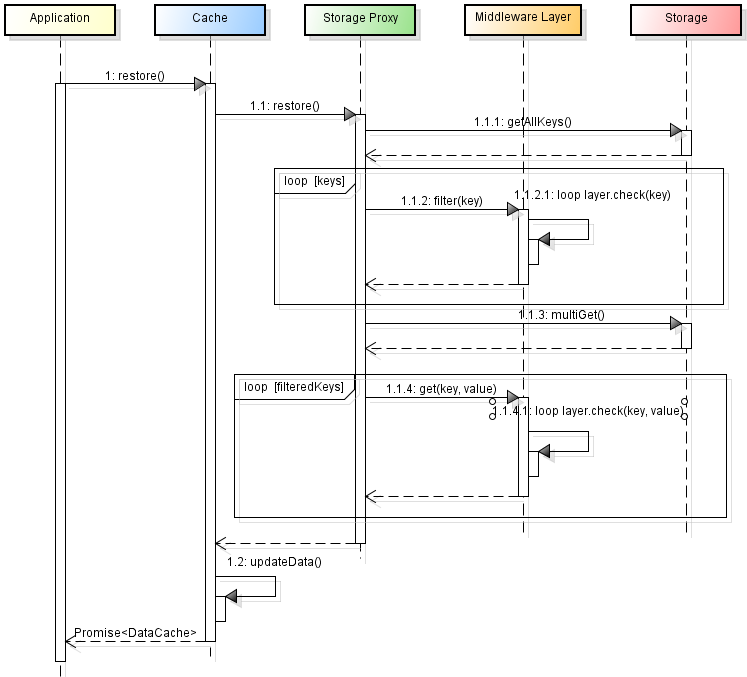 Application
Cache
Storage Proxy
Middleware Layer
Storage
1: restore()
1.1: restore()
1.1.1: getAllKeys()
loop [keys]
1.1.2: filter(key)
1.1.2.1: loop layer.check(key)
1.1.3: multiGet()
loop [filteredKeys]
1.1.4: get(key, value)
1.1.4.1: loop layer.check(key, value)
1.2: updateData()
Promise<DataCache>